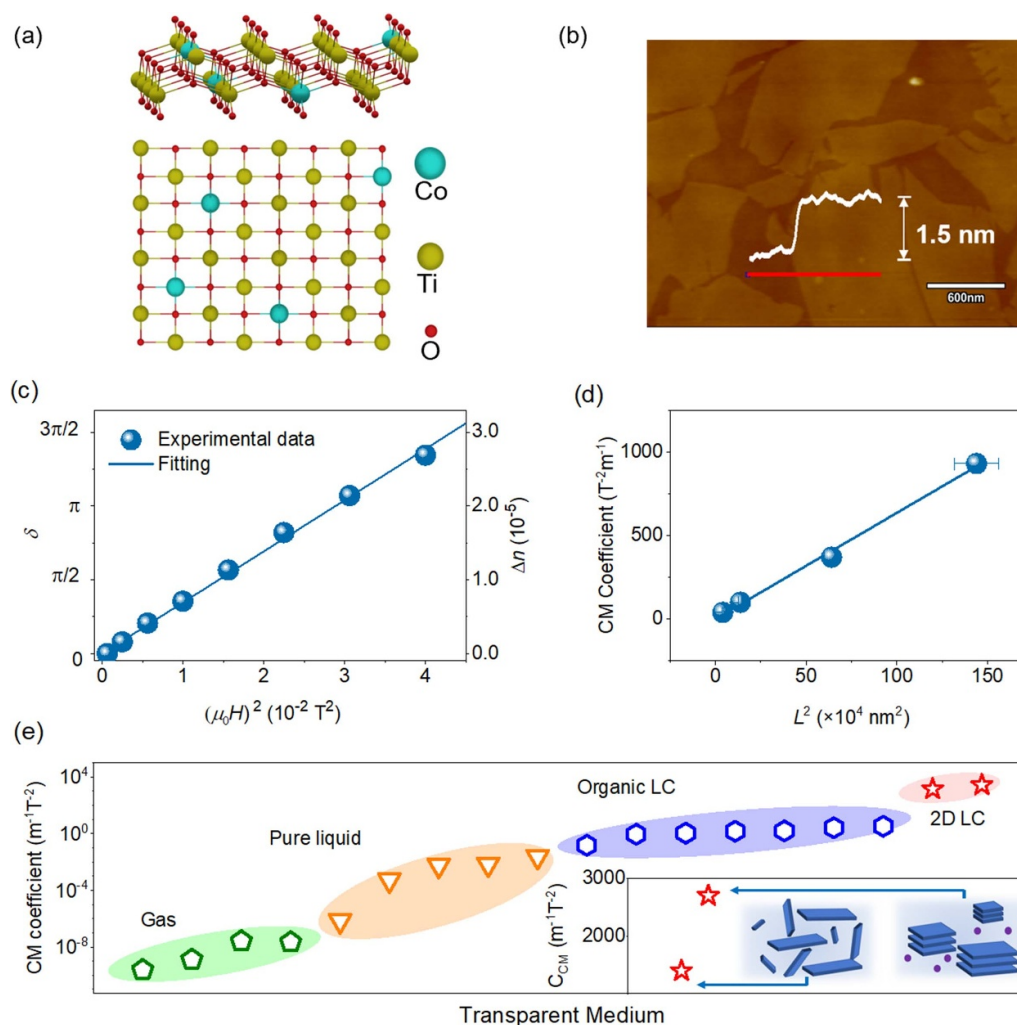 (a)
Co
Ti
O
(b)
1.5 nm
600nm
(c)
3π/2
π
π/2
0
δ
Experimental data
Fitting
3.0
2.0
1.0
0.0
Δn (10⁻⁵)
0 1 2 3 4
(μ₀H)² (10⁻² T²)
(d)
1000
500
0
CM Coefficient (T⁻²m⁻¹)
0 50 100 150
L² (×10⁴ nm²)
(e)
10⁴
10⁰
10⁻⁴
10⁻⁸
CM coefficient (m⁻¹T⁻²)
Gas
Pure liquid
Organic LC
2D LC
3000
2000
C_CM (m⁻¹T⁻²)
Transparent Medium